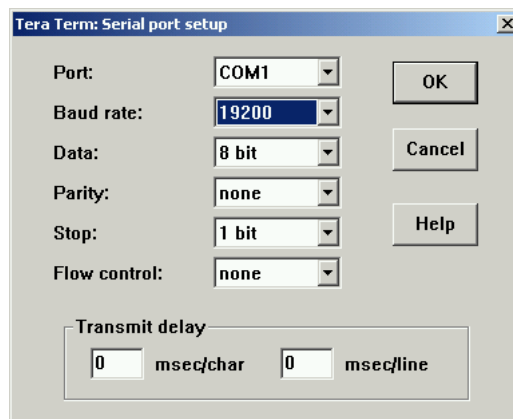 Tera Term: Serial port setup
Port: COM1
OK
Baud rate: 19200
Data: 8 bit
Cancel
Parity: none
Stop: 1 bit
Help
Flow control: none
Transmit delay
0 msec/char 0 msec/line